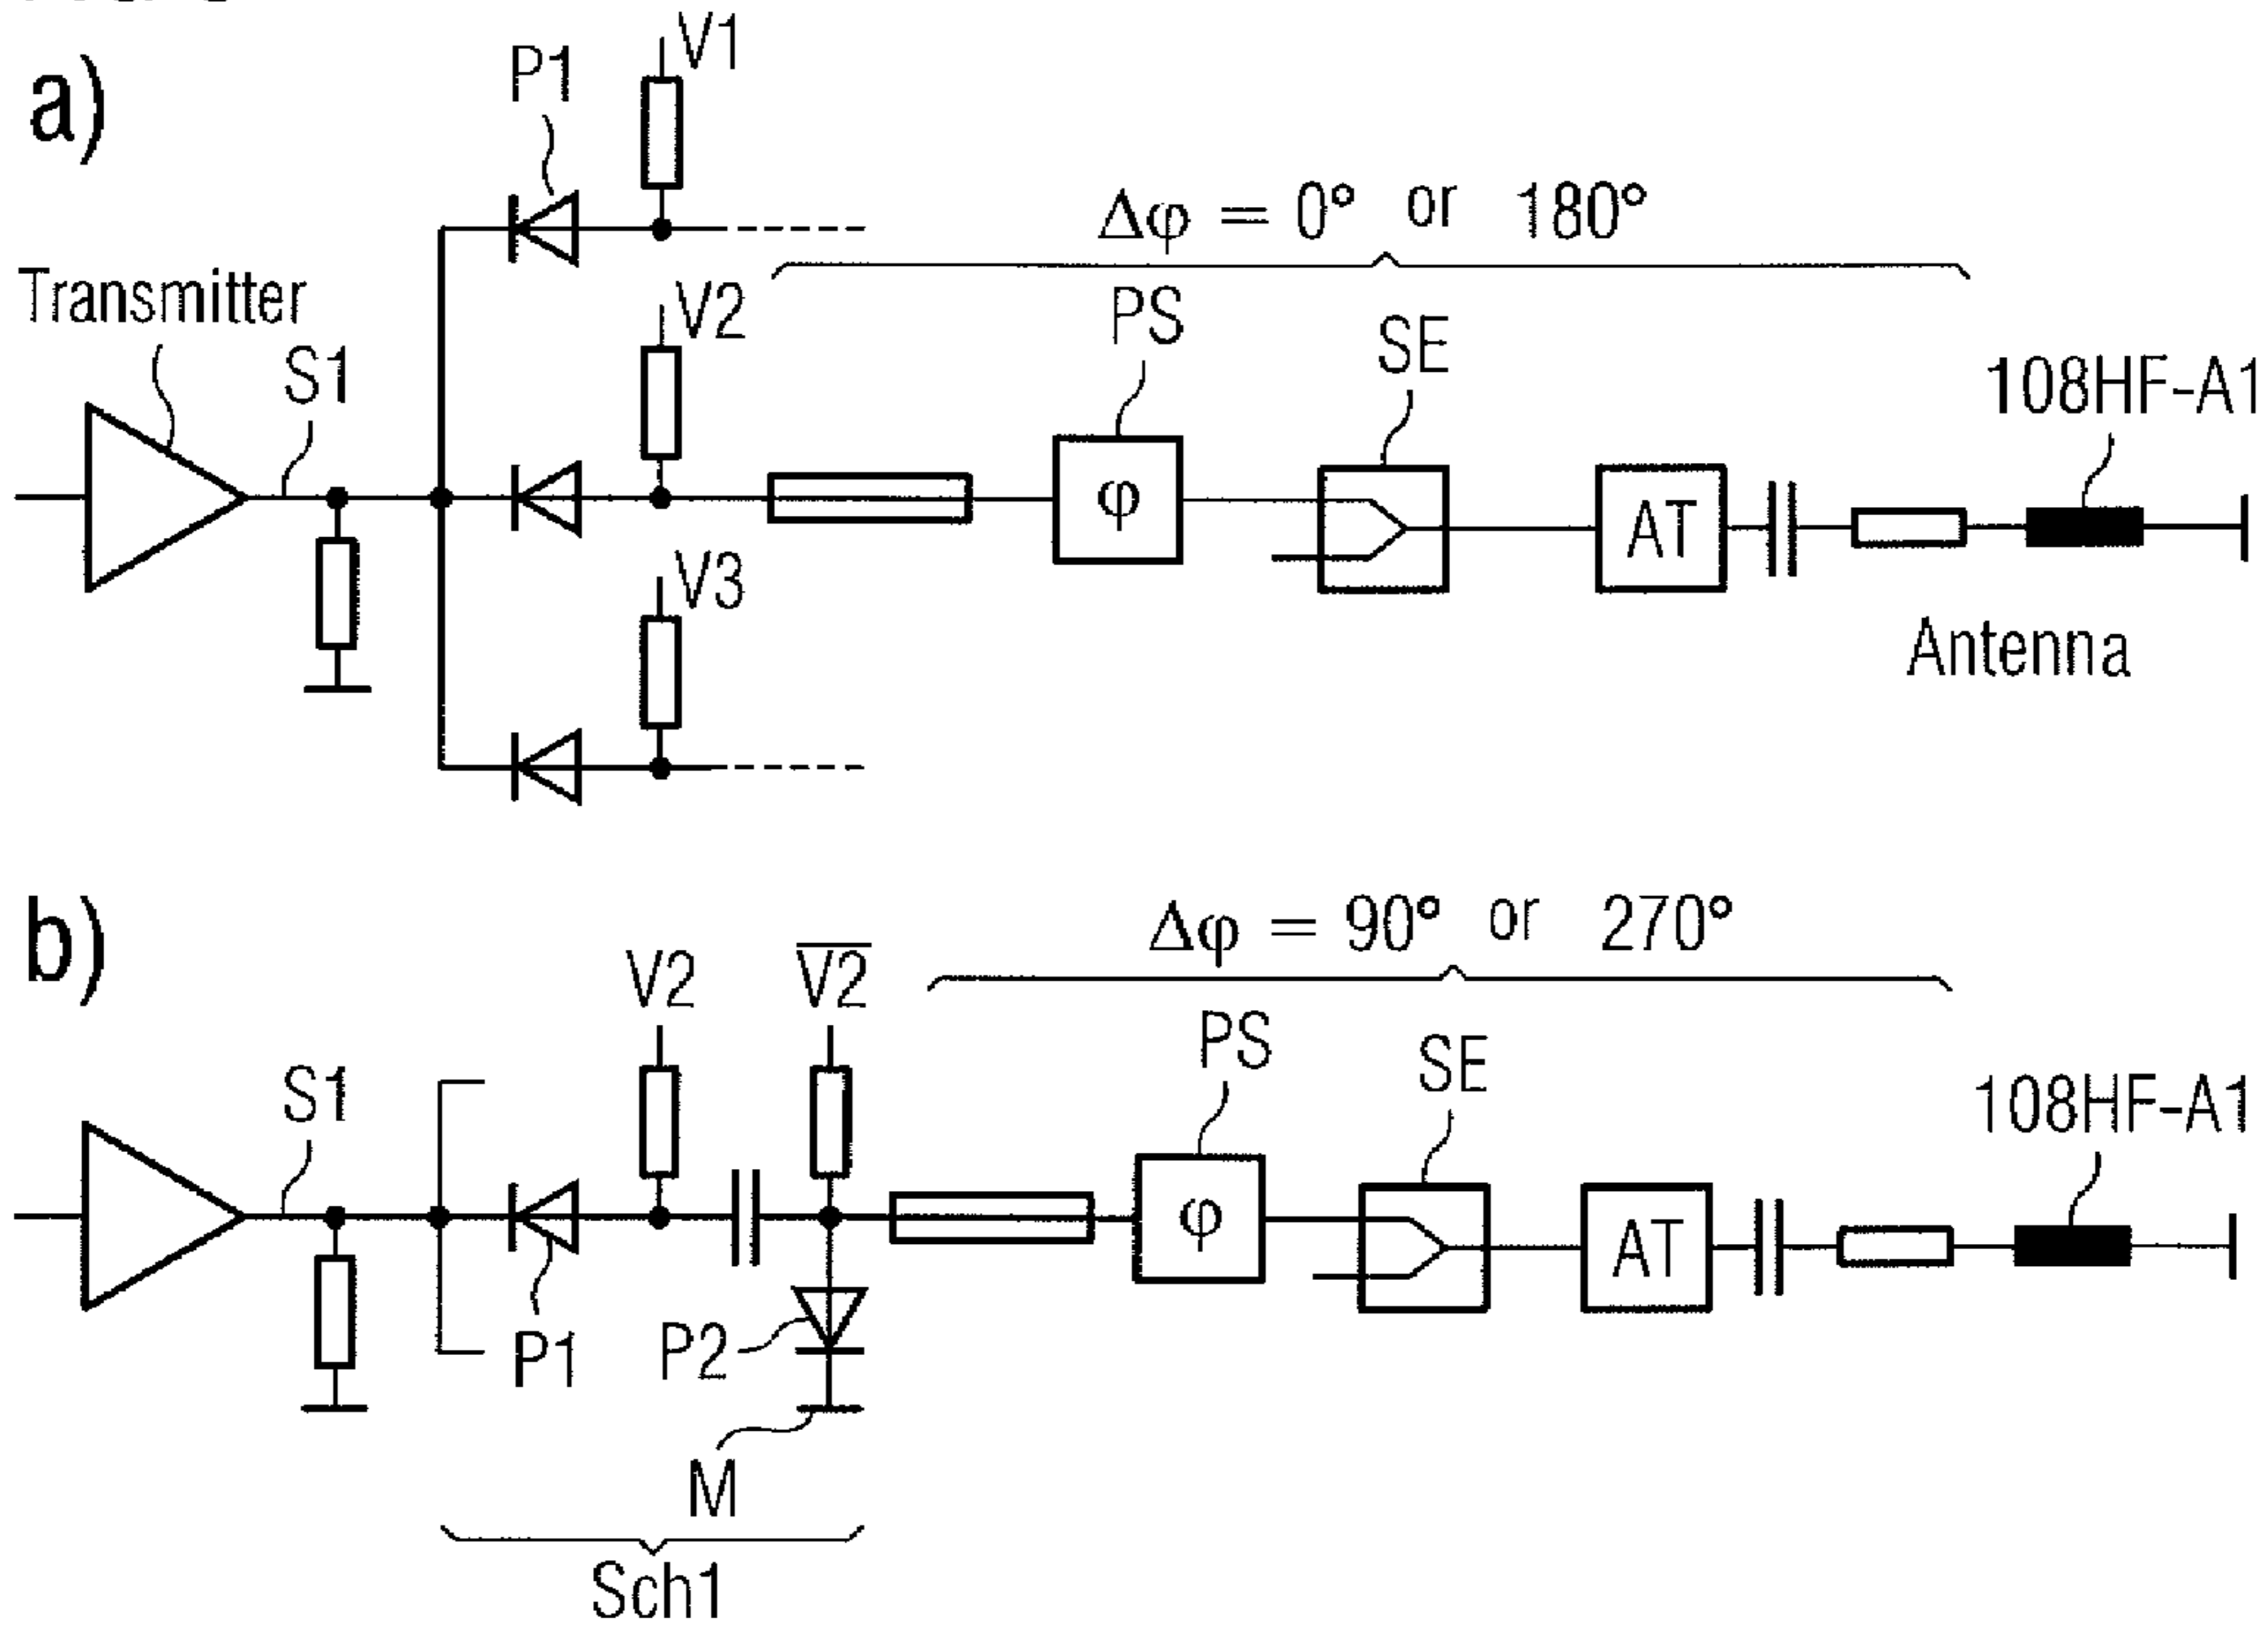 a)
P1
V1
Δφ = 0° or 180°
Transmitter
S1
V2
PS
SE
108HF-A1
φ
AT
V3
Antenna
b)
Δφ = 90° or 270°
V2
V2̅
S1
PS
SE
108HF-A1
φ
AT
P1
P2
M
Sch1